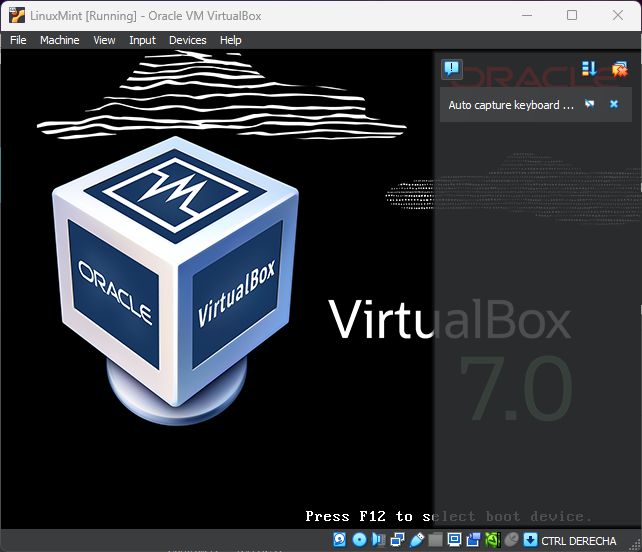 LinuxMint [Running] - Oracle VM VirtualBox
File Machine View Input Devices Help
ORACLE
Auto capture keyboard ...
VM
ORACLE
VirtualBox
VirtualBox
7.0
Press F12 to select boot device.
CTRL DERECHA